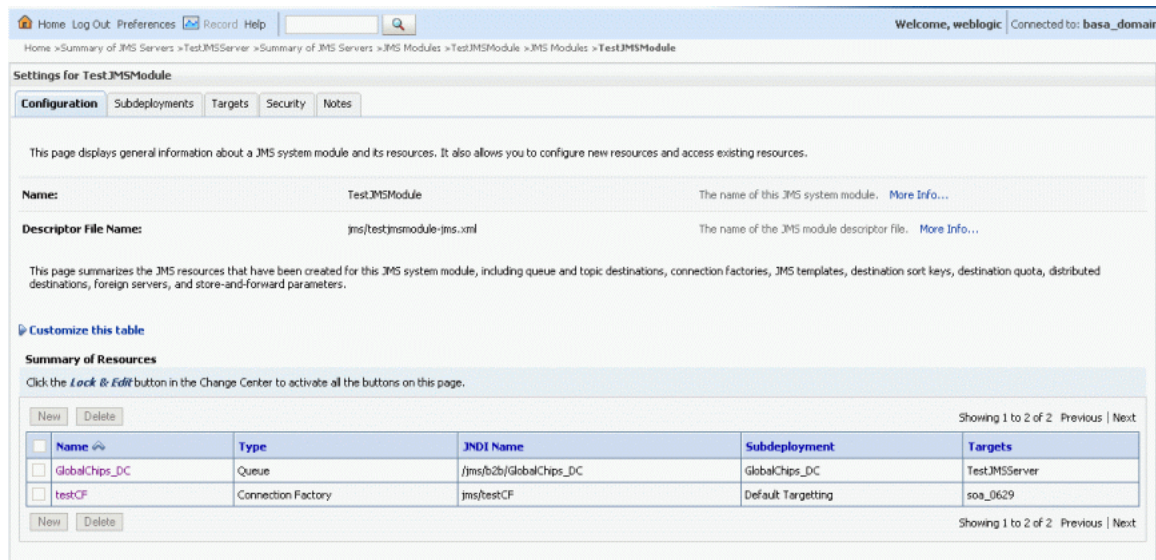 Home Log Out Preferences Record Help
Welcome, weblogic Connected to: basa_domain
Home >Summary of JMS Servers >TestJMSServer >Summary of JMS Servers >JMS Modules >TestJMSModule >JMS Modules >TestJMSModule
Settings for TestJMSModule
Configuration Subdeployments Targets Security Notes
This page displays general information about a JMS system module and its resources. It also allows you to configure new resources and access existing resources.
Name: TestJMSModule The name of this JMS system module. More Info...
Descriptor File Name: jms/testjmsmodule-jms.xml The name of the JMS module descriptor file. More Info...
This page summarizes the JMS resources that have been created for this JMS system module, including queue and topic destinations, connection factories, JMS templates, destination sort keys, destination quota, distributed
destinations, foreign servers, and store-and-forward parameters.
Customize this table
Summary of Resources
Click the Lock & Edit button in the Change Center to activate all the buttons on this page.
New Delete Showing 1 to 2 of 2 Previous | Next
Name Type JNDI Name Subdeployment Targets
GlobalChips_DC Queue /jms/b2b/GlobalChips_DC GlobalChips_DC TestJMSServer
testCF Connection Factory jms/testCF Default Targetting soa_0629
New Delete Showing 1 to 2 of 2 Previous | Next